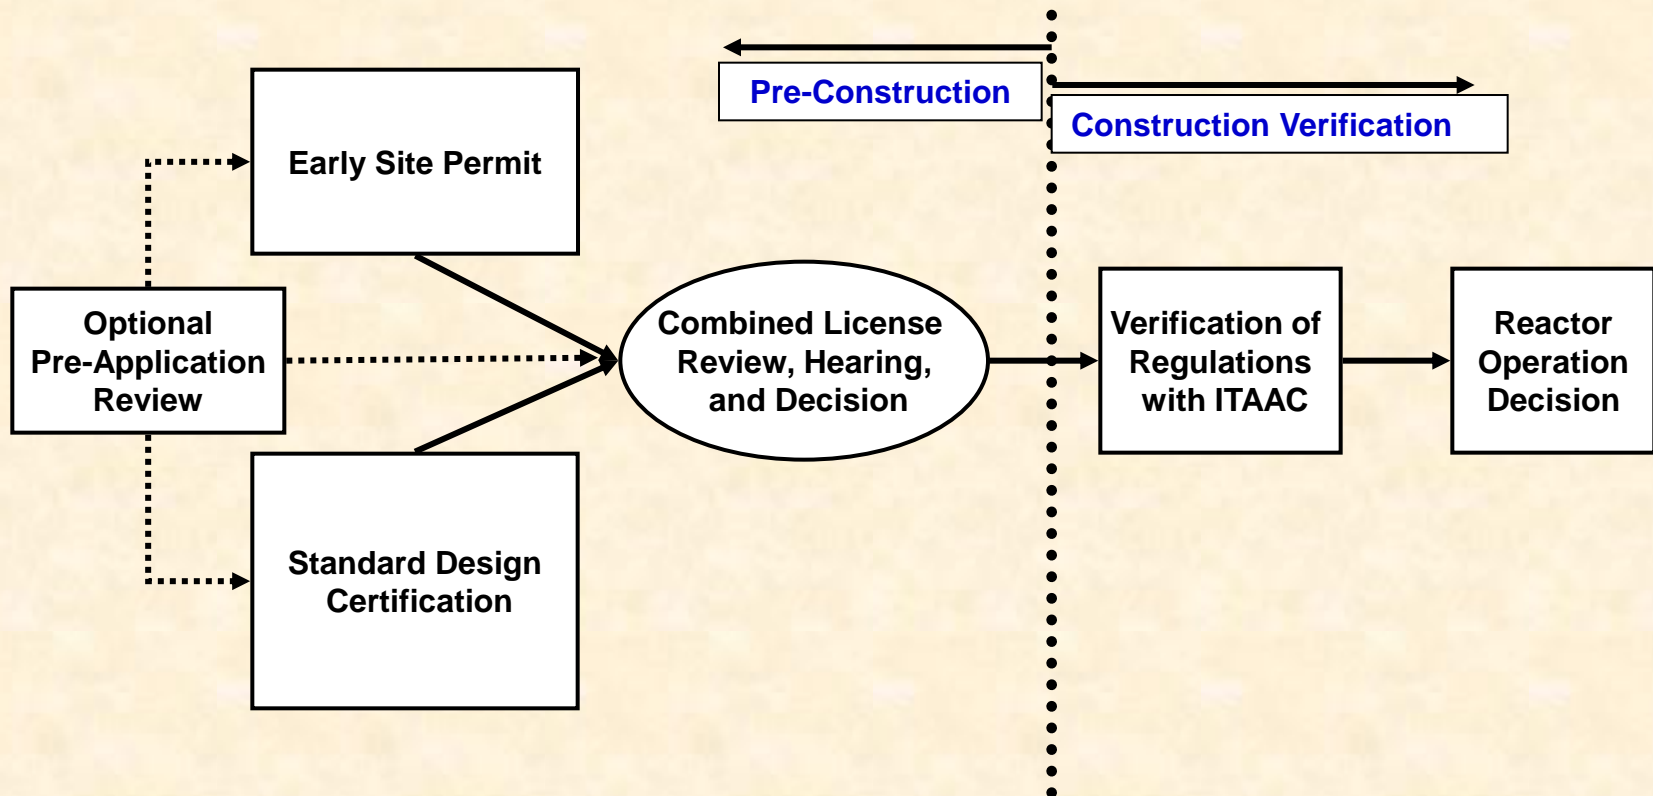 Pre-Construction
Construction Verification
Early Site Permit
Optional
Pre-Application
Review
Combined License
Review, Hearing,
and Decision
Verification of
Regulations
with ITAAC
Reactor
Operation
Decision
Standard Design
Certification